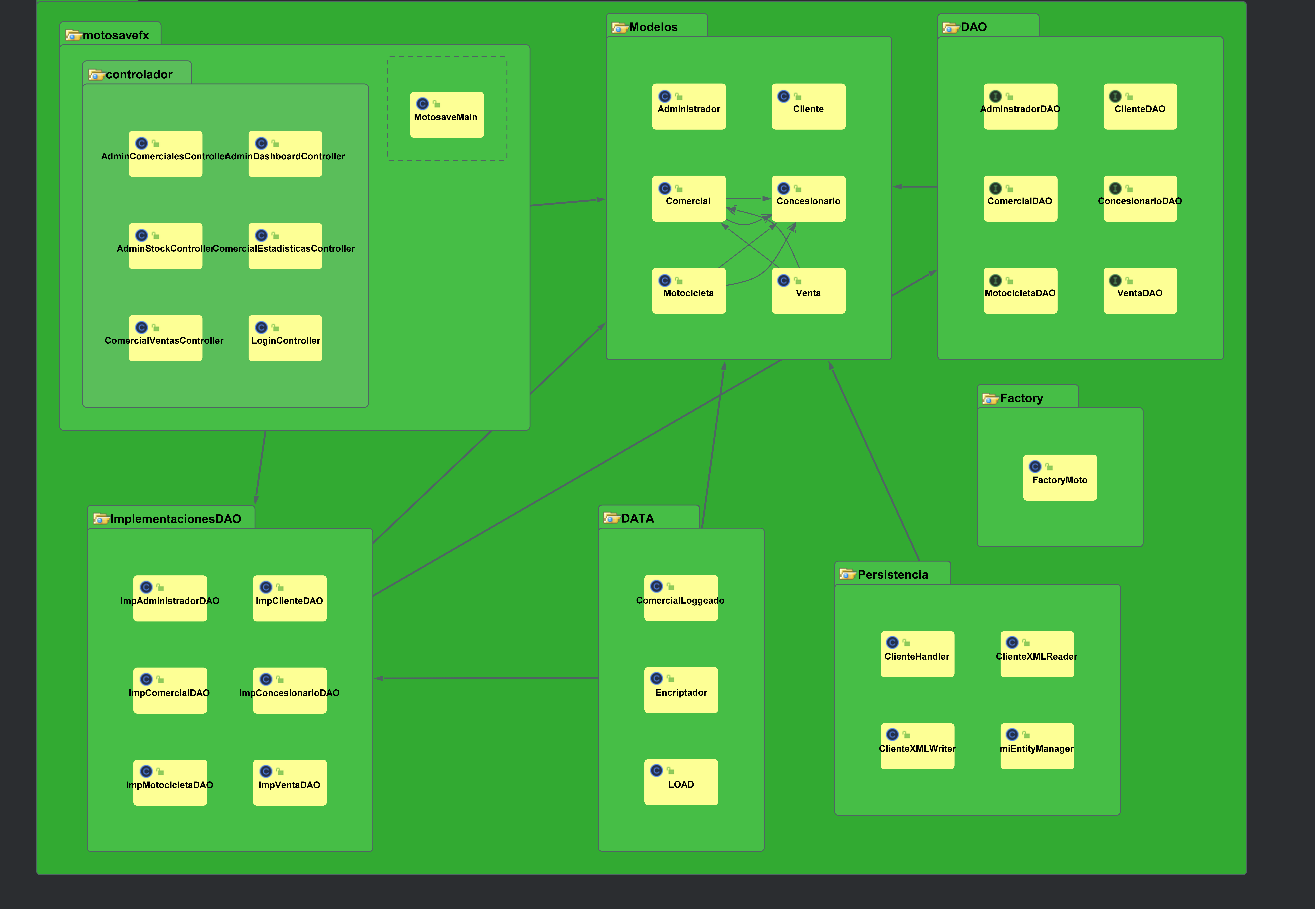 motosavefx
controlador
AdminComercialesController
AdminDashboardController
AdminStockController
ComercialEstadisticasController
ComercialVentasController
LoginController
MotosaveMain
Modelos
Administrador
Cliente
Comercial
Concesionario
Motocicleta
Venta
DAO
AdminstradorDAO
ClienteDAO
ComercialDAO
ConcesionarioDAO
MotocicletaDAO
VentaDAO
Factory
FactoryMoto
ImplementacionesDAO
ImpAdministradorDAO
ImpClienteDAO
ImpComercialDAO
ImpConcesionarioDAO
ImpMotocicletaDAO
ImpVentaDAO
DATA
ComercialLoggeado
Encriptador
LOAD
Persistencia
ClienteHandler
ClienteXMLReader
ClienteXMLWriter
miEntityManager